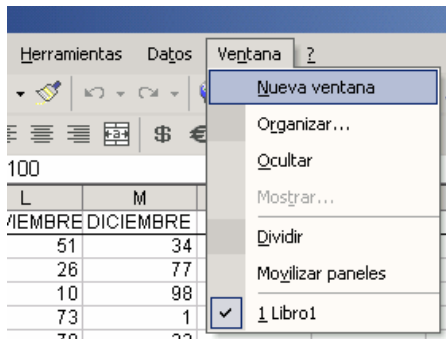 Herramientas Datos Ventana ?
Nueva ventana
Organizar...
Ocultar
Mostrar...
Dividir
Movilizar paneles
1 Libro1
$ €
100
L M
VIEMBRE DICIEMBRE
51 34
26 77
10 98
73 1